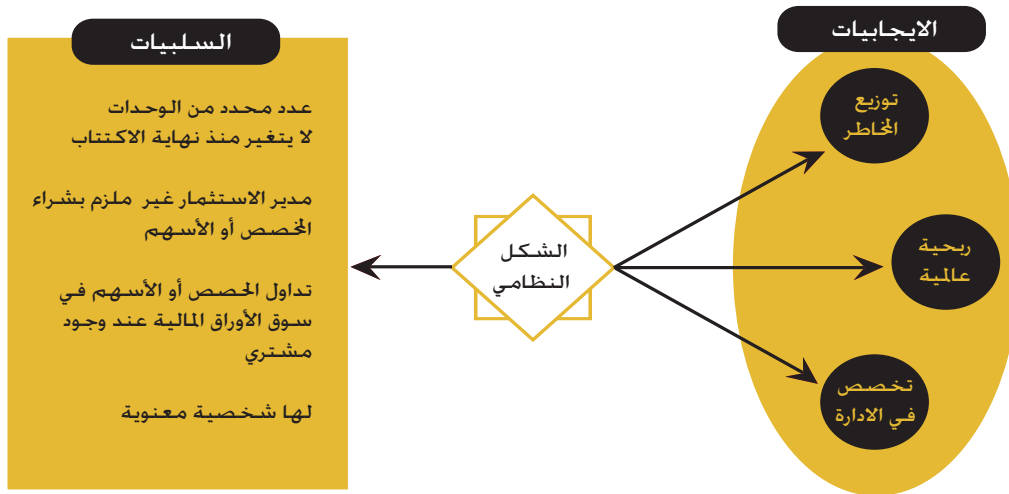 الايجابيات
توزيع
المخاطر
ربحية
عالمية
تخصص
في الادارة
الشكل
النظامي
السلبيات
عدد محدد من الوحدات
لا يتغير منذ نهاية الاكتتاب
مدير الاستثمار غير ملزم بشراء
الحصص أو الأسهم
تداول الحصص أو الأسهم في
سوق الأوراق المالية عند وجود
مشتري
لها شخصية معنوية